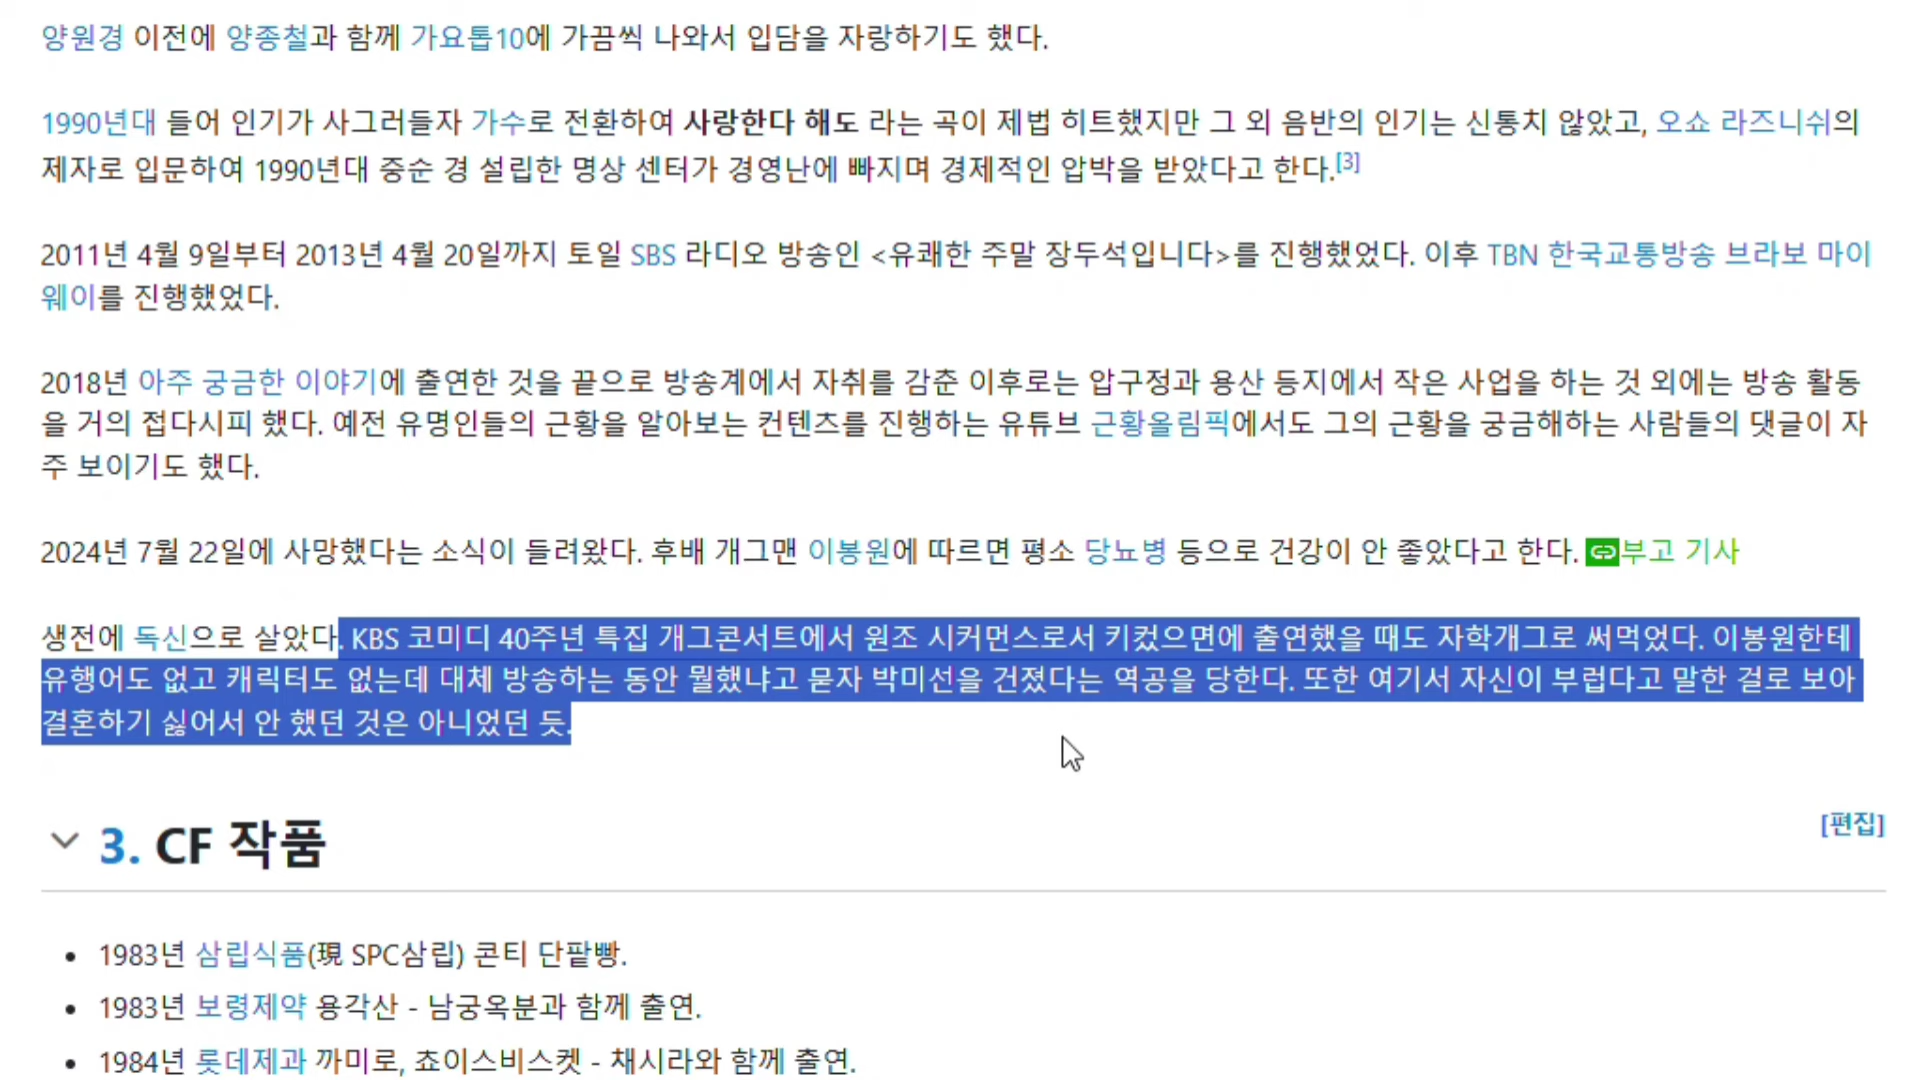 양원경 이전에 양종철과 함께 가요톱10에 가끔씩 나와서 입담을 자랑하기도 했다.
1990년대 들어 인기가 사그러들자 가수로 전환하여 사랑한다 해도 라는 곡이 제법 히트했지만 그 외 음반의 인기는 신통치 않았고, 오쇼 라즈니쉬의
제자로 입문하여 1990년대 중순 경 설립한 명상 센터가 경영난에 빠지며 경제적인 압박을 받았다고 한다.[3]
2011년 4월 9일부터 2013년 4월 20일까지 토일 SBS 라디오 방송인 <유쾌한 주말 장두석입니다>를 진행했었다. 이후 TBN 한국교통방송 브라보 마이
웨이를 진행했었다.
2018년 아주 궁금한 이야기에 출연한 것을 끝으로 방송계에서 자취를 감춘 이후로는 압구정과 용산 등지에서 작은 사업을 하는 것 외에는 방송 활동
을 거의 접다시피 했다. 예전 유명인들의 근황을 알아보는 컨텐츠를 진행하는 유튜브 근황올림픽에서도 그의 근황을 궁금해하는 사람들의 댓글이 자
주 보이기도 했다.
2024년 7월 22일에 사망했다는 소식이 들려왔다. 후배 개그맨 이봉원에 따르면 평소 당뇨병 등으로 건강이 안 좋았다고 한다. 부고 기사
생전에 독신으로 살았다. KBS 코미디 40주년 특집 개그콘서트에서 원조 시커먼스로서 키컸으면에 출연했을 때도 자학개그로 써먹었다. 이봉원한테
유행어도 없고 캐릭터도 없는데 대체 방송하는 동안 뭘했냐고 묻자 박미선을 건졌다는 역공을 당한다. 또한 여기서 자신이 부럽다고 말한 걸로 보아
결혼하기 싫어서 안 했던 것은 아니었던 듯.
3. CF 작품
[편집]
• 1983년 삼립식품(現 SPC삼립) 콘티 단팥빵.
• 1983년 보령제약 용각산 - 남궁옥분과 함께 출연.
• 1984년 롯데제과 까미로, 쵸이스비스켓 - 채시라와 함께 출연.